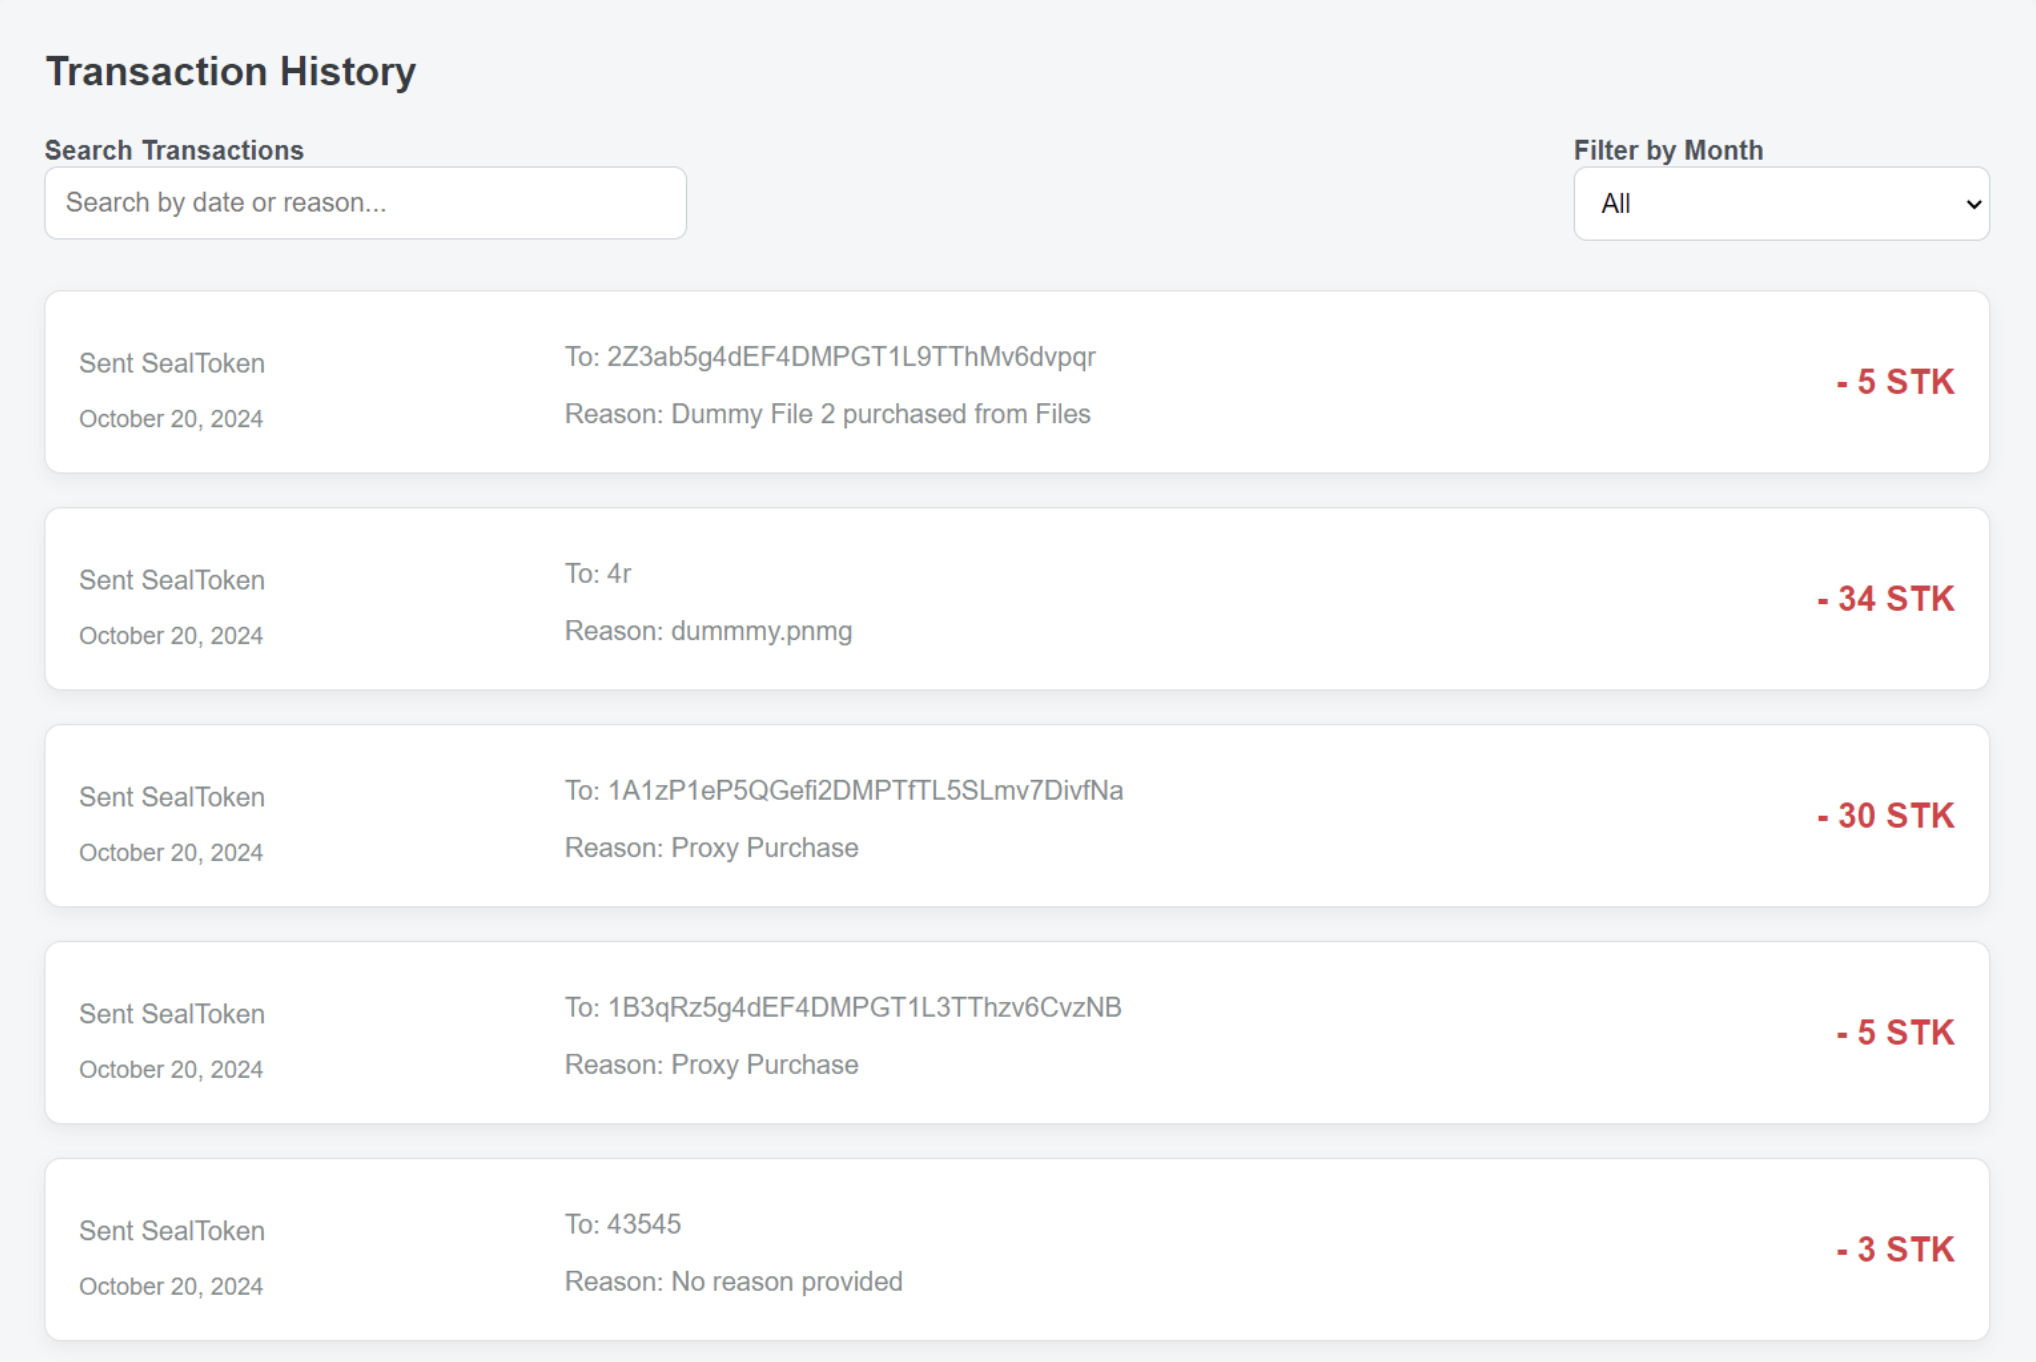 Transaction History
Search Transactions
Filter by Month
Search by date or reason...
All
Sent SealToken
October 20, 2024
To: 2Z3ab5g4dEF4DMPGT1L9TThMv6dvpqr
Reason: Dummy File 2 purchased from Files
- 5 STK
Sent SealToken
October 20, 2024
To: 4r
Reason: dummmy.pnmg
- 34 STK
Sent SealToken
October 20, 2024
To: 1A1zP1eP5QGefi2DMPTfTL5SLmv7DivfNa
Reason: Proxy Purchase
- 30 STK
Sent SealToken
October 20, 2024
To: 1B3qRz5g4dEF4DMPGT1L3TThzv6CvzNB
Reason: Proxy Purchase
- 5 STK
Sent SealToken
October 20, 2024
To: 43545
Reason: No reason provided
- 3 STK